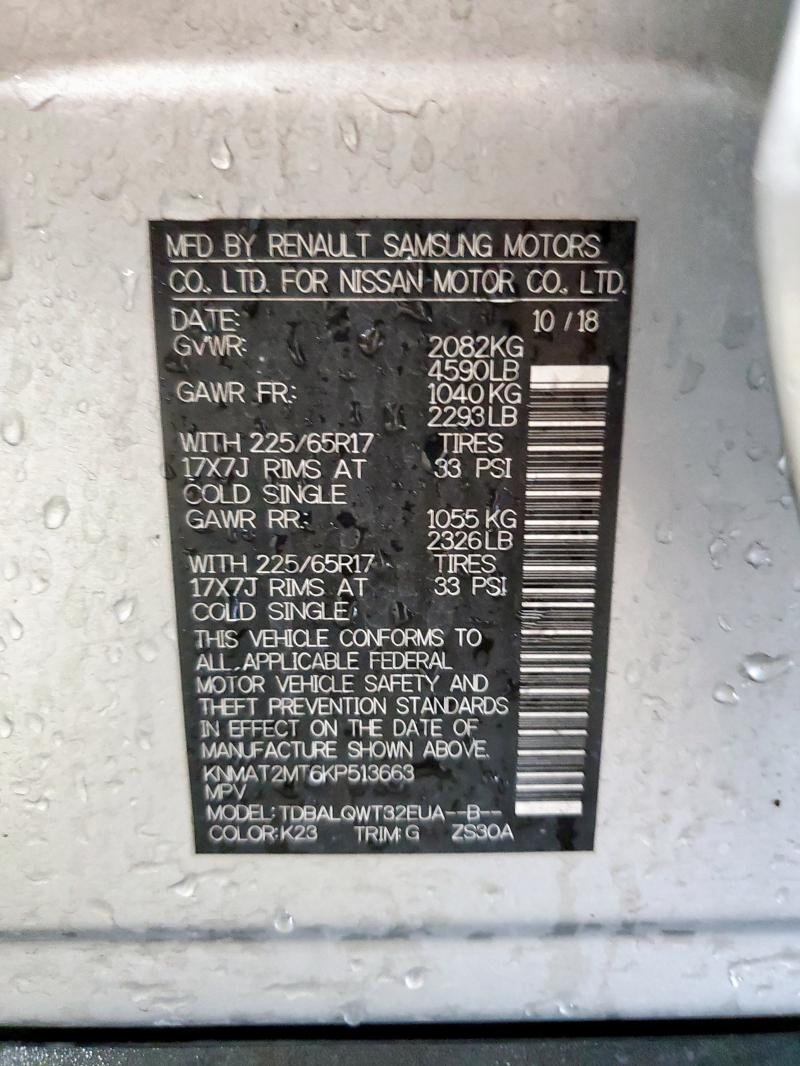 MFD BY RENAULT SAMSUNG MOTORS
CO., LTD. FOR NISSAN MOTOR CO., LTD.
DATE: 10 / 18
GVWR: 2082KG
4590LB
GAWR FR: 1040 KG
2293 LB
WITH 225/65R17 TIRES
17X7J RIMS AT 33 PSI
COLD SINGLE
GAWR RR: 1055 KG
2326 LB
WITH 225/65R17 TIRES
17X7J RIMS AT 33 PSI
COLD SINGLE
THIS VEHICLE CONFORMS TO
ALL APPLICABLE FEDERAL
MOTOR VEHICLE SAFETY AND
THEFT PREVENTION STANDARDS
IN EFFECT ON THE DATE OF
MANUFACTURE SHOWN ABOVE.
KNMAT2MT6KP513663
MPV
MODEL: TDBALQWT32EUA--B--
COLOR: K23 TRIM: G ZS30A